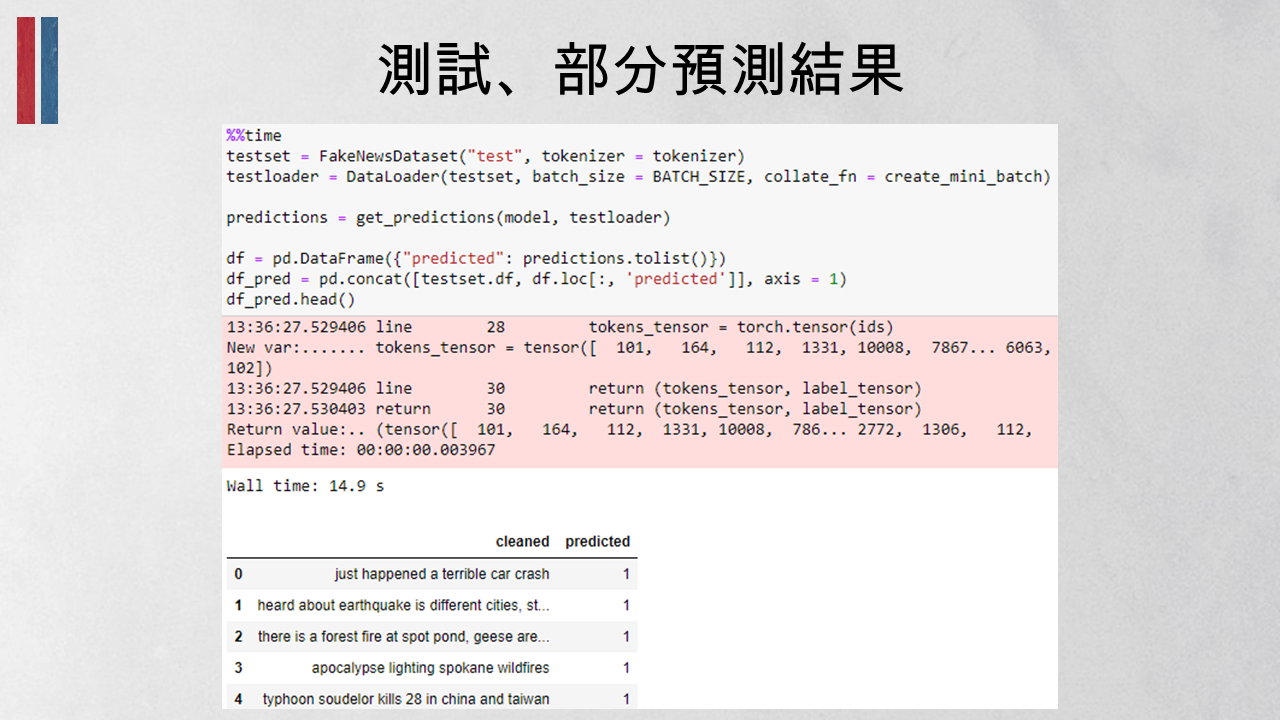 測試、部分預測結果
%%time
testset = FakeNewsDataset("test", tokenizer = tokenizer)
testloader = DataLoader(testset, batch_size = BATCH_SIZE, collate_fn = create_mini_batch)
predictions = get_predictions(model, testloader)
df = pd.DataFrame({"predicted": predictions.tolist()})
df_pred = pd.concat([testset.df, df.loc[:, 'predicted']], axis = 1)
df_pred.head()
13:36:27.529406 line 28 tokens_tensor = torch.tensor(ids)
New var:....... tokens_tensor = tensor([ 101, 164, 112, 1331, 10008, 7867... 6063,
102])
13:36:27.529406 line 30 return (tokens_tensor, label_tensor)
13:36:27.530403 return 30 return (tokens_tensor, label_tensor)
Return value:.. (tensor([ 101, 164, 112, 1331, 10008, 786... 2772, 1306, 112,
Elapsed time: 00:00:00.003967
Wall time: 14.9 s
cleaned predicted
0 just happened a terrible car crash 1
1 heard about earthquake is different cities, st... 1
2 there is a forest fire at spot pond, geese are... 1
3 apocalypse lighting spokane wildfires 1
4 typhoon soudelor kills 28 in china and taiwan 1